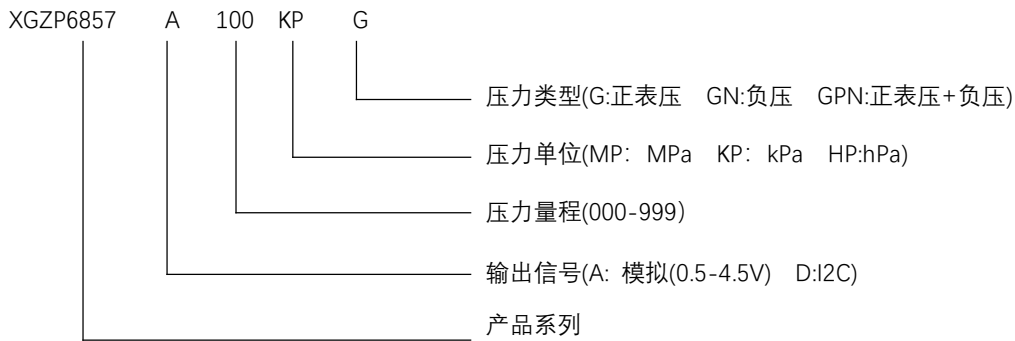 XGZP6857 A 100 KP G
压力类型(G:正表压 GN:负压 GPN:正表压+负压)
压力单位(MP：MPa KP：kPa HP:hPa)
压力量程(000-999）
输出信号(A: 模拟(0.5-4.5V) D:I2C)
产品系列